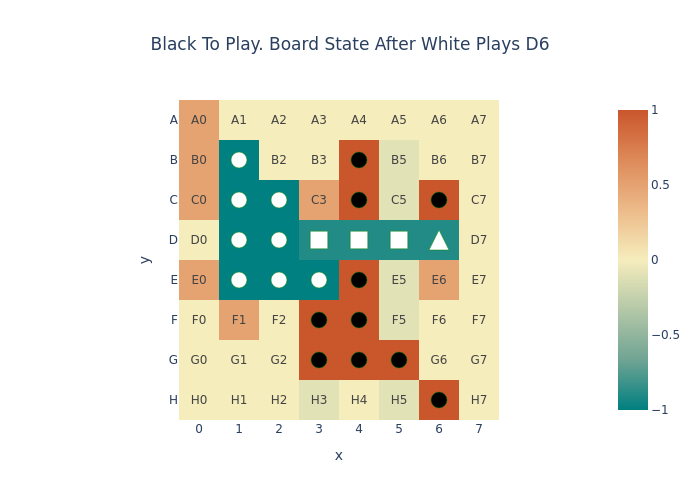 Black To Play. Board State After White Plays D6
A A0 A1 A2 A3 A4 A5 A6 A7
B B0 B2 B3 B5 B6 B7
C C0 C3 C5 C7
D D0 D7
E E0 E5 E6 E7
F F0 F1 F2 F5 F6 F7
G G0 G1 G2 G6 G7
H H0 H1 H2 H3 H4 H5 H7
0 1 2 3 4 5 6 7
x
y
1
0.5
0
−0.5
−1